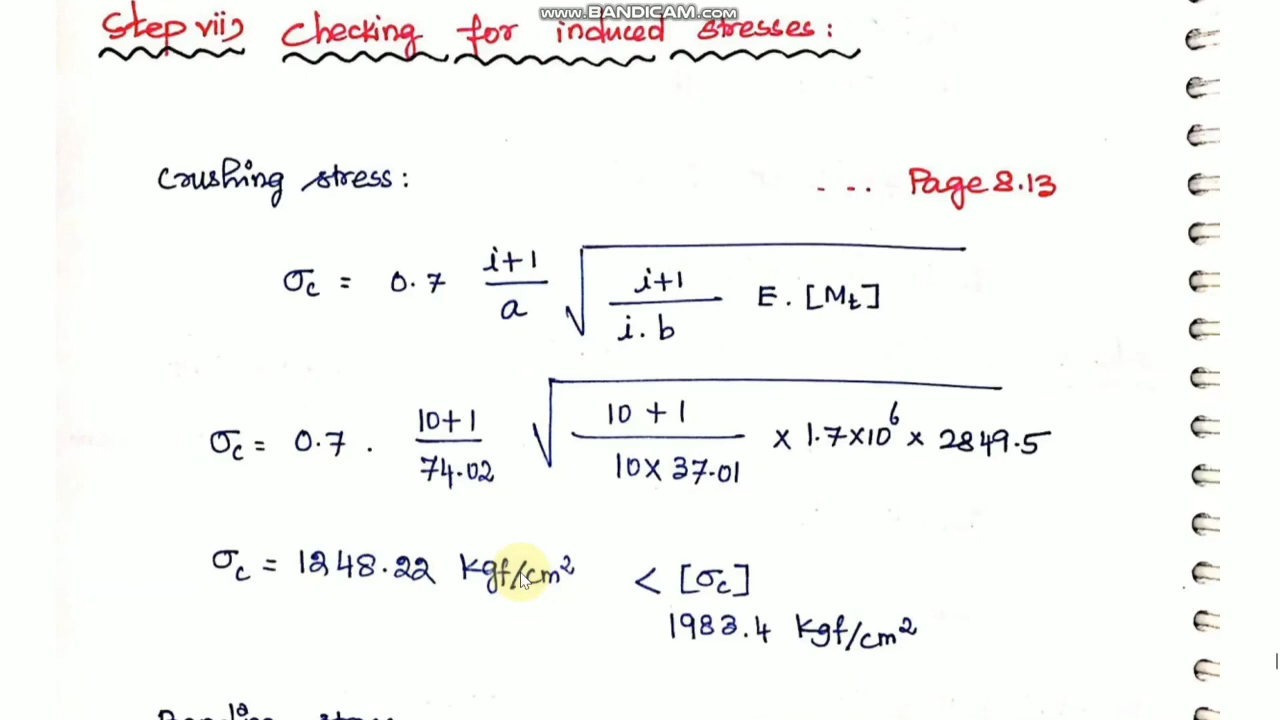 www.BANDICAM.com
Step vii) Checking for induced stresses:
Crushing stress: . ... Page 8.13
σc = 0.7 (i+1)/a √((i+1)/(i.b) E.[Mt])
σc = 0.7 . (10+1)/74.02 √((10+1)/(10×37.01) × 1.7×10⁶ × 2849.5)
σc = 1248.22 kgf/cm² < [σc]
1983.4 kgf/cm²